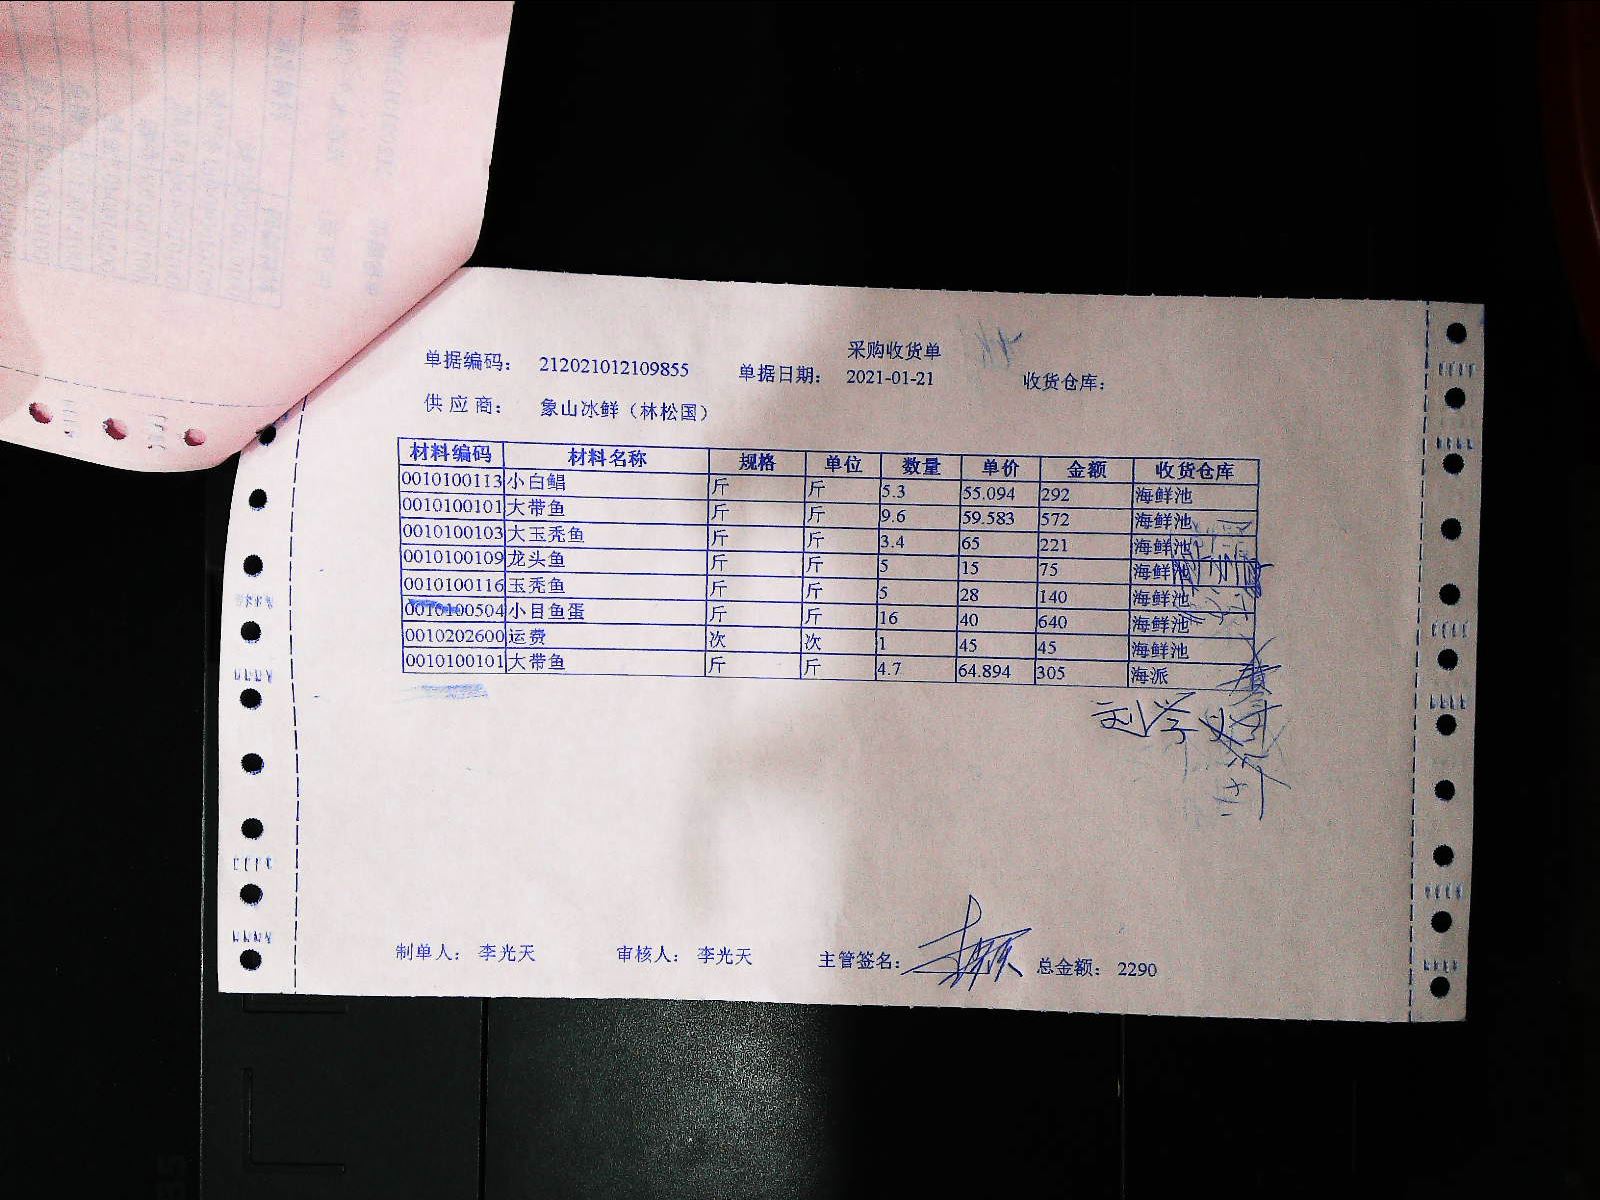 采购收货单
单据编码： 212021012109855 单据日期： 2021-01-21 收货仓库：
供应商： 象山冰鲜（林松国）
材料编码 材料名称 规格 单位 数量 单价 金额 收货仓库
0010100113 小白鲳 斤 斤 5.3 55.094 292 海鲜池
0010100101 大带鱼 斤 斤 9.6 59.583 572 海鲜池
0010100103 大玉秃鱼 斤 斤 3.4 65 221 海鲜池
0010100109 龙头鱼 斤 斤 5 15 75 海鲜池
0010100116 玉秃鱼 斤 斤 5 28 140 海鲜池
0010100504 小目鱼蛋 斤 斤 16 40 640 海鲜池
0010202600 运费 次 次 1 45 45 海鲜池
0010100101 大带鱼 斤 斤 4.7 64.894 305 海派
制单人： 李光天 审核人： 李光天 主管签名： 总金额： 2290